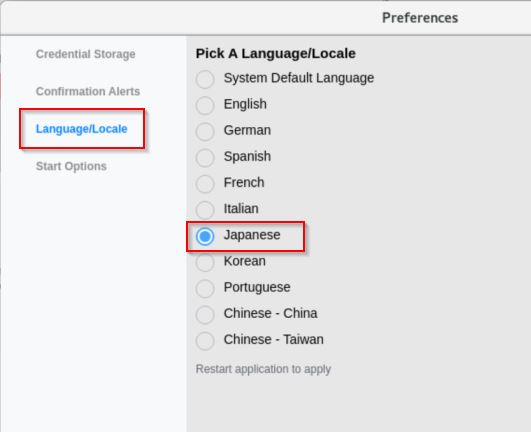 Preferences
Credential Storage
Confirmation Alerts
Language/Locale
Start Options
Pick A Language/Locale
System Default Language
English
German
Spanish
French
Italian
Japanese
Korean
Portuguese
Chinese - China
Chinese - Taiwan
Restart application to apply